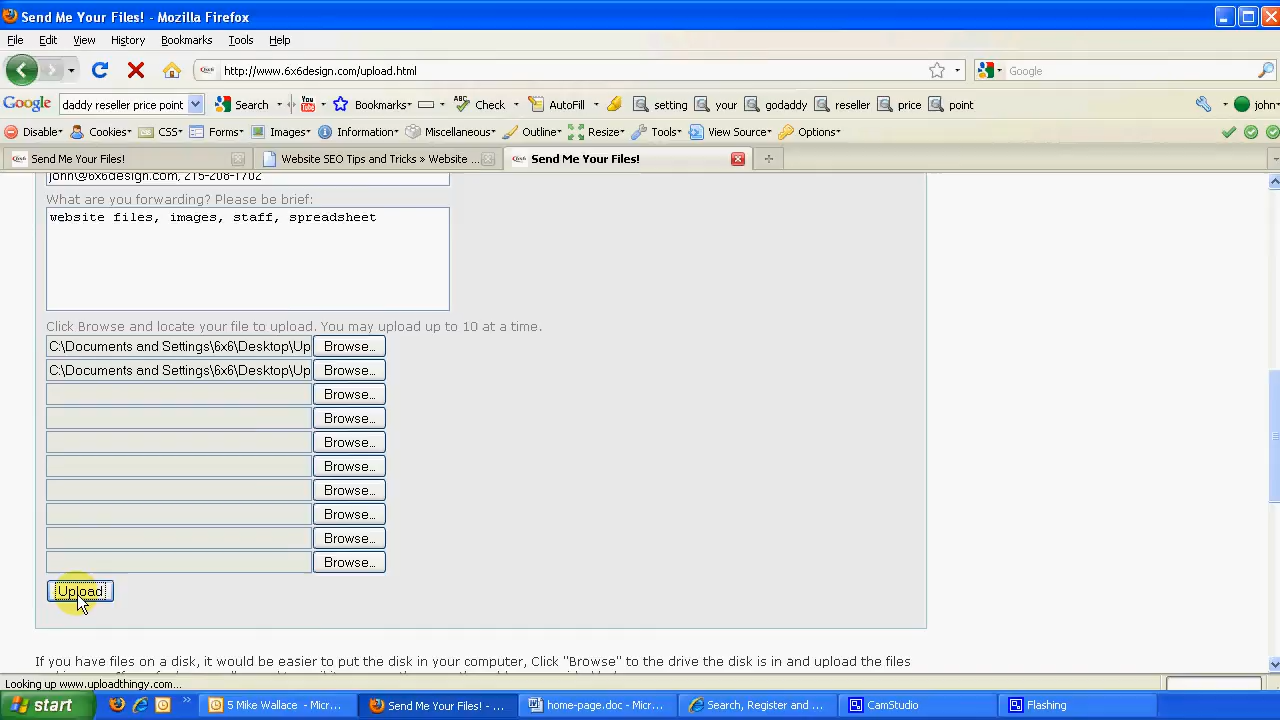 Send Me Your Files! - Mozilla Firefox
File Edit View History Bookmarks Tools Help
http://www.6x6design.com/upload.html Google
Google daddy reseller price point Search Bookmarks Check AutoFill setting your godaddy reseller price point john
Disable Cookies CSS Forms Images Information Miscellaneous Outline Resize Tools View Source Options
Send Me Your Files! Website SEO Tips and Tricks » Website ... Send Me Your Files!
john@6x6design.com, 215-206-1702
What are you forwarding? Please be brief:
website files, images, staff, spreadsheet
Click Browse and locate your file to upload. You may upload up to 10 at a time.
C:\Documents and Settings\6x6\Desktop\Up Browse...
C:\Documents and Settings\6x6\Desktop\Up Browse...
Browse...
Browse...
Browse...
Browse...
Browse...
Browse...
Browse...
Browse...
Upload
If you have files on a disk, it would be easier to put the disk in your computer, Click "Browse" to the drive the disk is in and upload the files
Looking up www.uploadthingy.com...
start 5 Mike Wallace - Micr... Send Me Your Files! - ... home-page.doc - Micr... Search, Register and ... CamStudio Flashing